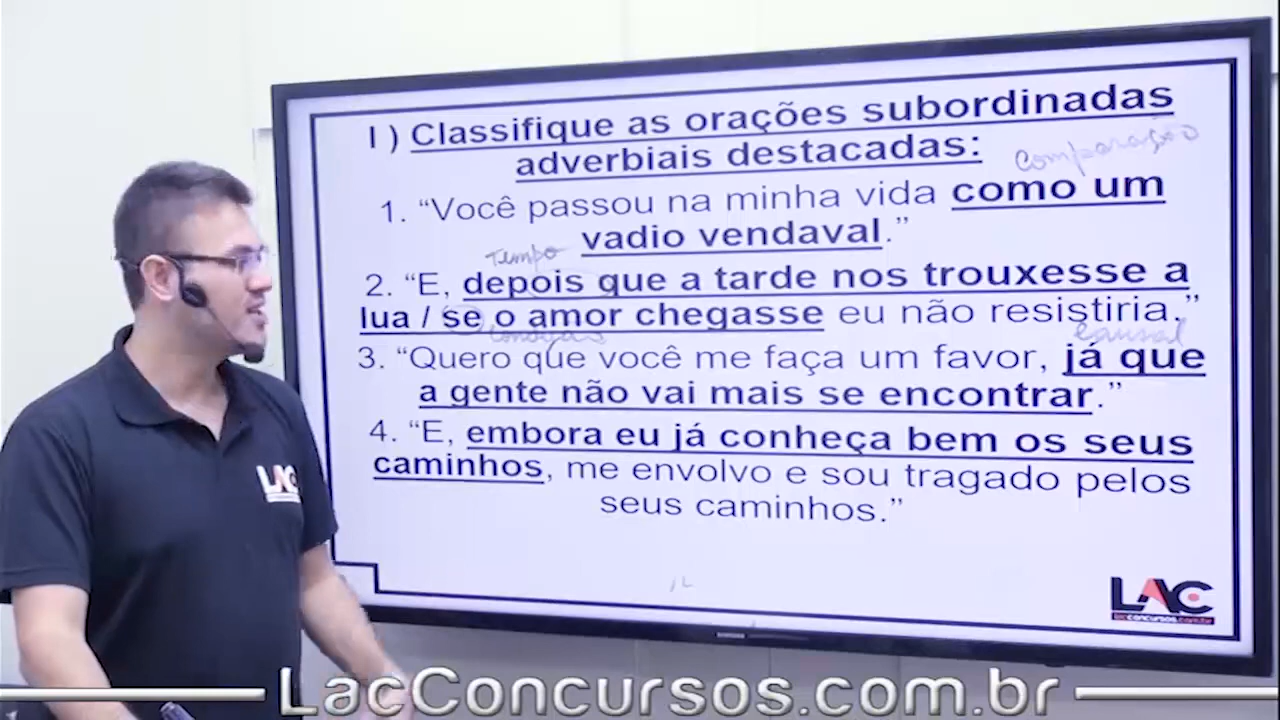 I ) Classifique as orações subordinadas
adverbiais destacadas:
Comparação
1. “Você passou na minha vida como um
vadio vendaval.”
Tempo
2. “E, depois que a tarde nos trouxesse a
lua / se o amor chegasse eu não resistiria.”
Condição
Causal
3. “Quero que você me faça um favor, já que
a gente não vai mais se encontrar.”
4. “E, embora eu já conheça bem os seus
caminhos, me envolvo e sou tragado pelos
seus caminhos.”
LAC
LAC
lacconcursos.com.br
SAMSUNG
LacConcursos.com.br